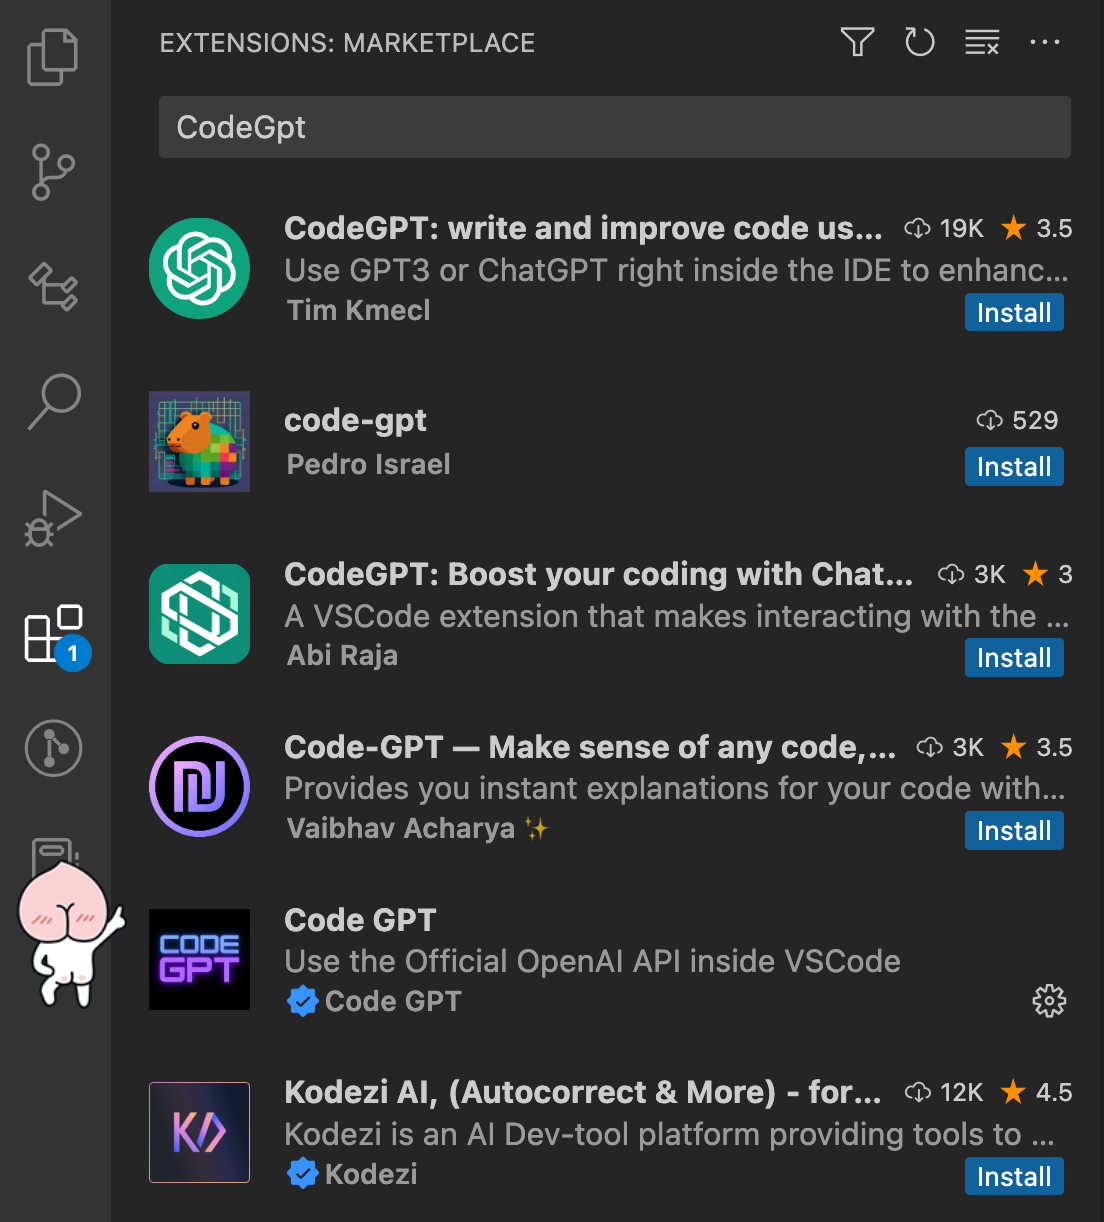 EXTENSIONS: MARKETPLACE
CodeGpt
CodeGPT: write and improve code us... 19K 3.5
Use GPT3 or ChatGPT right inside the IDE to enhanc...
Tim Kmecl
Install
code-gpt 529
Pedro Israel
Install
CodeGPT: Boost your coding with Chat... 3K 3
A VSCode extension that makes interacting with the ...
Abi Raja
Install
1
Code-GPT — Make sense of any code,... 3K 3.5
Provides you instant explanations for your code with...
Vaibhav Acharya ✨
Install
CODE
GPT
Code GPT
Use the Official OpenAI API inside VSCode
Code GPT
K/>
Kodezi AI, (Autocorrect & More) - for... 12K 4.5
Kodezi is an AI Dev-tool platform providing tools to ...
Kodezi
Install